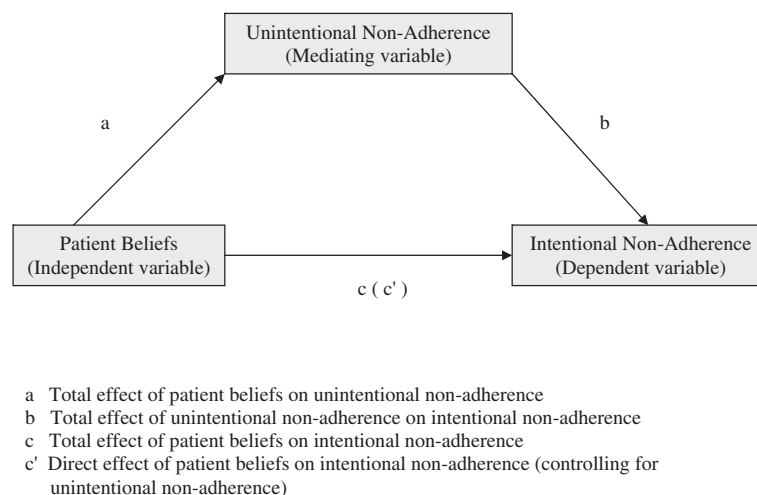 Unintentional Non-Adherence
(Mediating variable)
a
b
Patient Beliefs
(Independent variable)
Intentional Non-Adherence
(Dependent variable)
c ( c' )
a Total effect of patient beliefs on unintentional non-adherence
b Total effect of unintentional non-adherence on intentional non-adherence
c Total effect of patient beliefs on intentional non-adherence
c' Direct effect of patient beliefs on intentional non-adherence (controlling for
unintentional non-adherence)